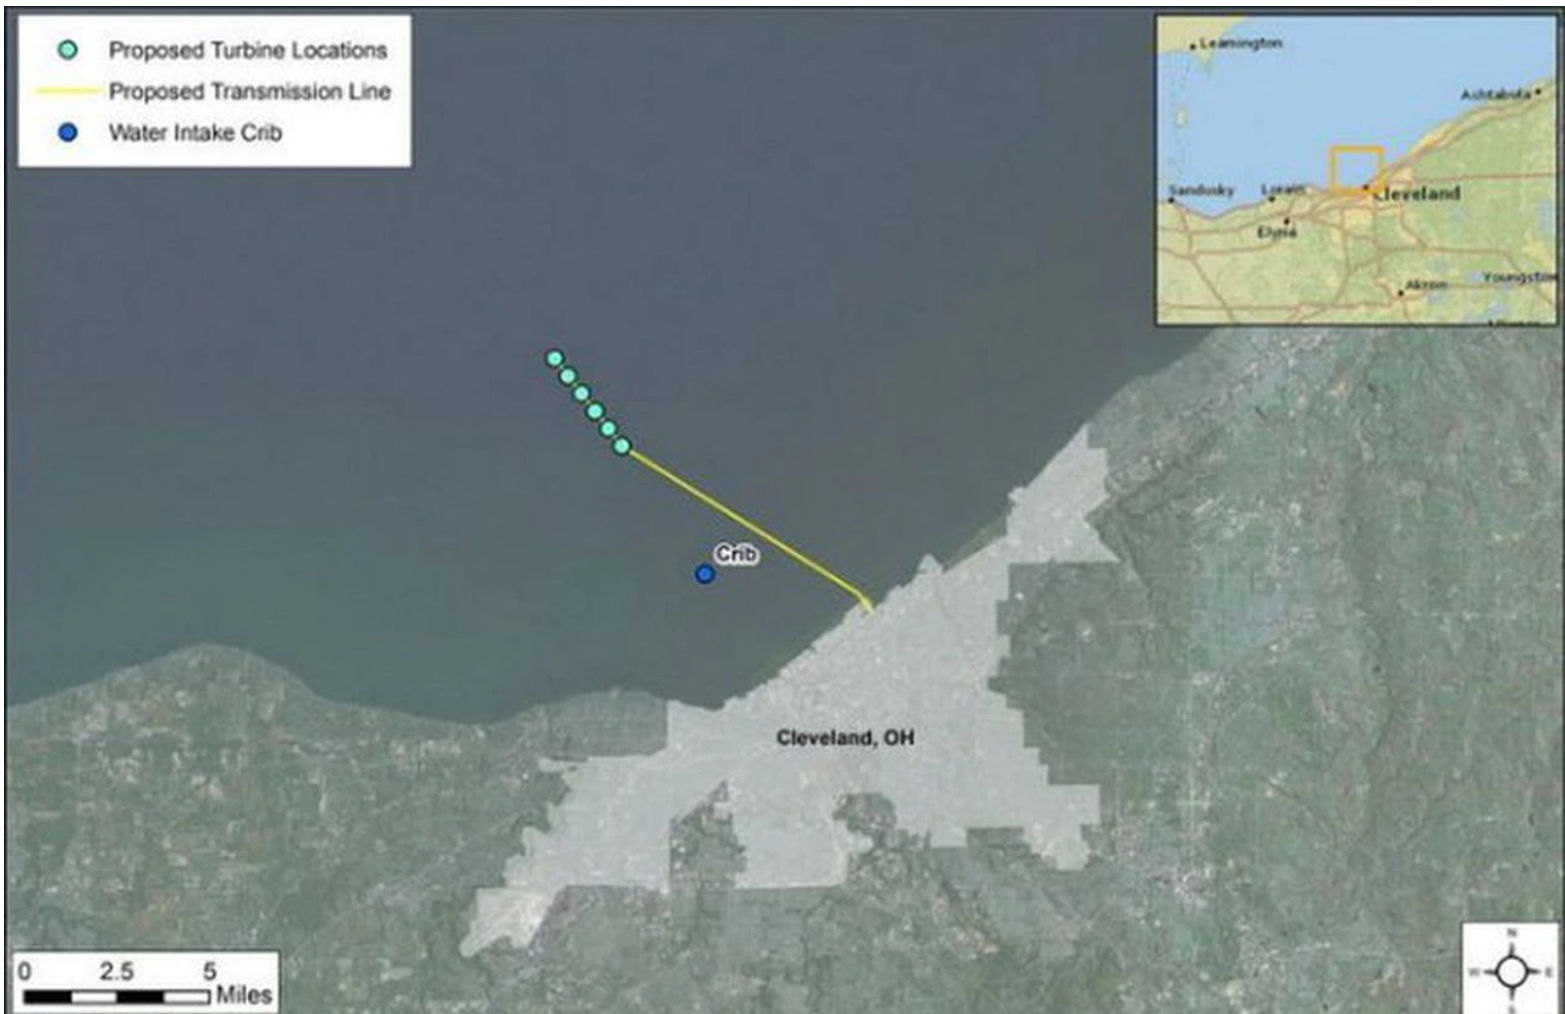 Proposed Turbine Locations
Proposed Transmission Line
Water Intake Crib
Leamington
Ashtabula
Sandusky
Lorain
Cleveland
Elyria
Akron
Crib
Cleveland, OH
0 2.5 5
Miles
N
W E
S